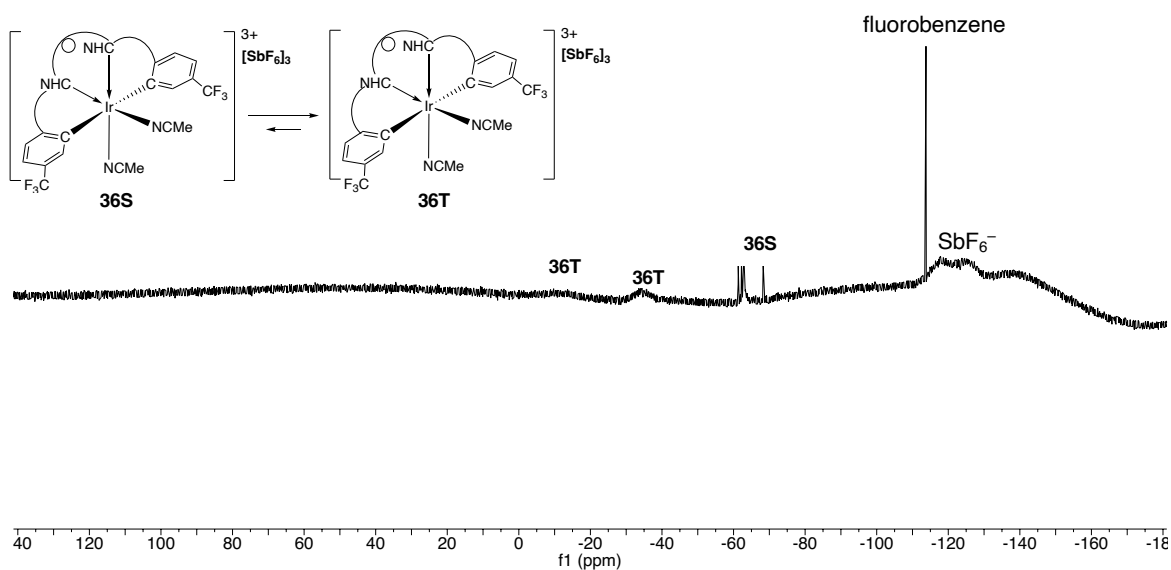 fluorobenzene
3+
[SbF6]3
NHC
NHC
C
CF3
Ir
NCMe
C
NCMe
F3C
36S
3+
[SbF6]3
NHC
NHC
C
CF3
Ir
NCMe
C
NCMe
F3C
36T
36T
36T
36S
SbF6–
40 120 100 80 60 40 20 0 -20 -40 -60 -80 -100 -120 -140 -160 -18
f1 (ppm)